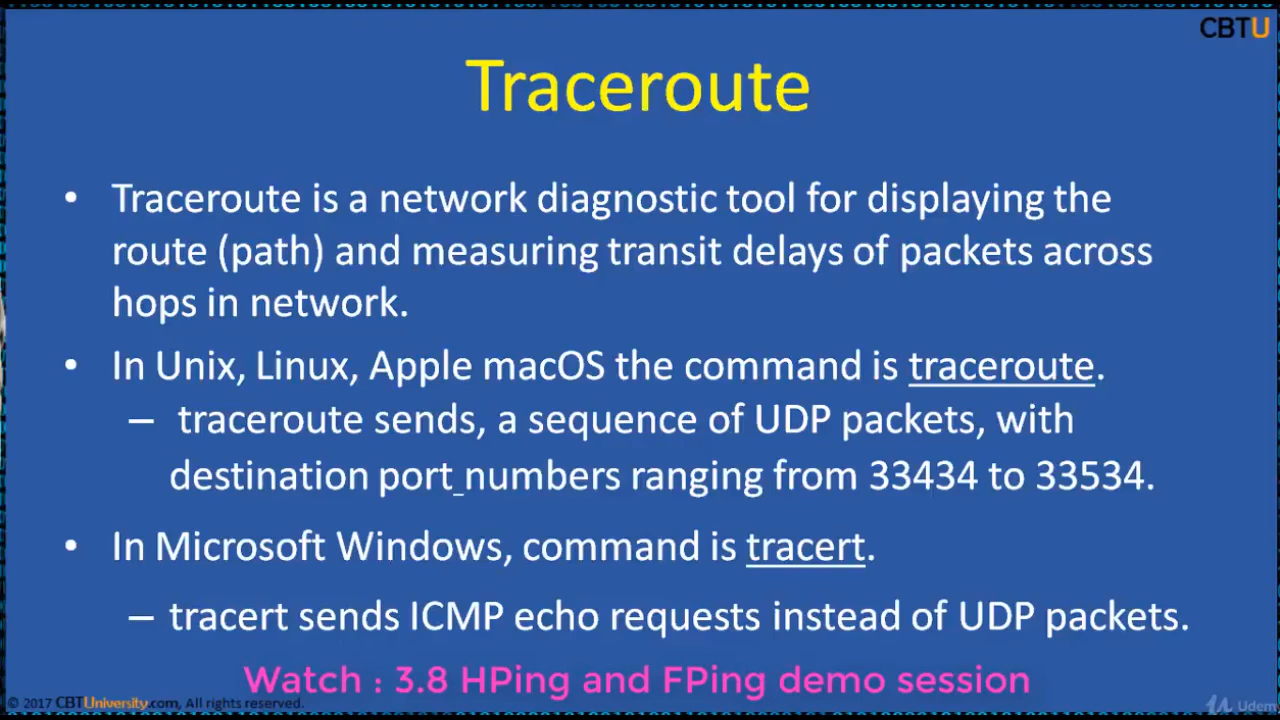 CBTU
Traceroute
• Traceroute is a network diagnostic tool for displaying the
route (path) and measuring transit delays of packets across
hops in network.
• In Unix, Linux, Apple macOS the command is traceroute.
– traceroute sends, a sequence of UDP packets, with
destination port numbers ranging from 33434 to 33534.
• In Microsoft Windows, command is tracert.
– tracert sends ICMP echo requests instead of UDP packets.
Watch : 3.8 HPing and FPing demo session
© 2017 CBTUniversity.com, All rights reserved.